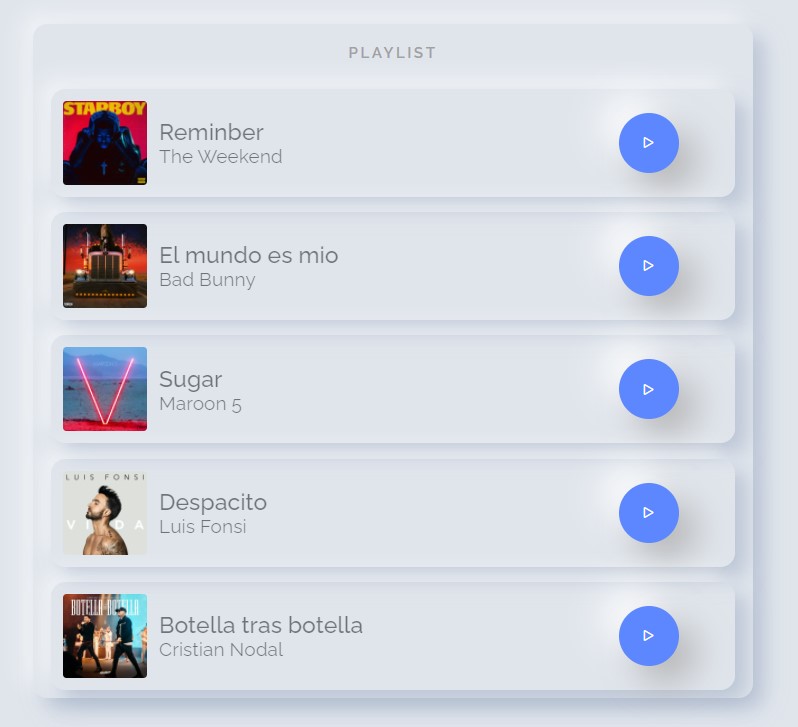 PLAYLIST
STARBOY
Reminber
The Weekend
El mundo es mio
Bad Bunny
Sugar
Maroon 5
LUIS FONSI
VIDA
Despacito
Luis Fonsi
BOTELLA BOTELLA
Botella tras botella
Cristian Nodal